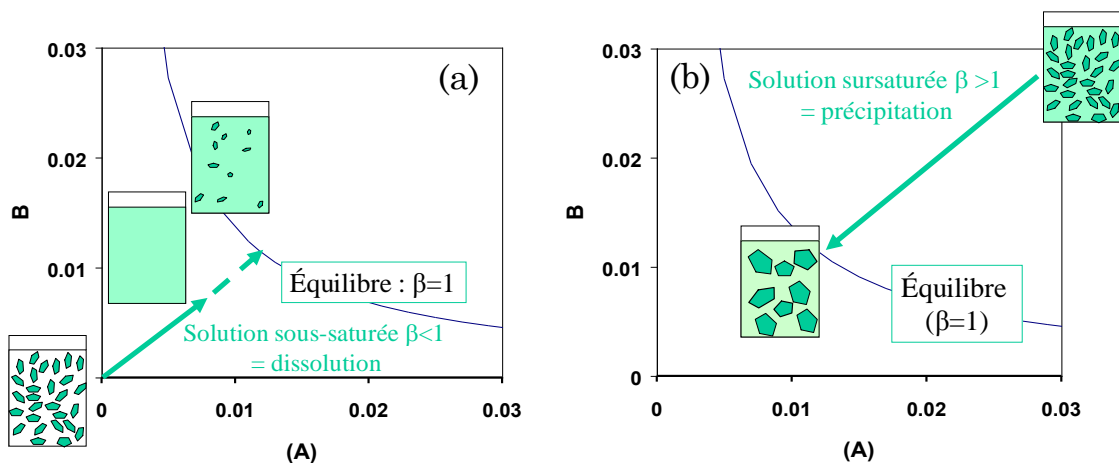 (a)
0.03
0.02
0.01
0
B
Équilibre : β=1
Solution sous-saturée β<1
= dissolution
0
0.01
0.02
0.03
(A)
(b)
0.03
0.02
0.01
0
B
Solution sursaturée β >1
= précipitation
Équilibre
(β=1)
0
0.01
0.02
0.03
(A)